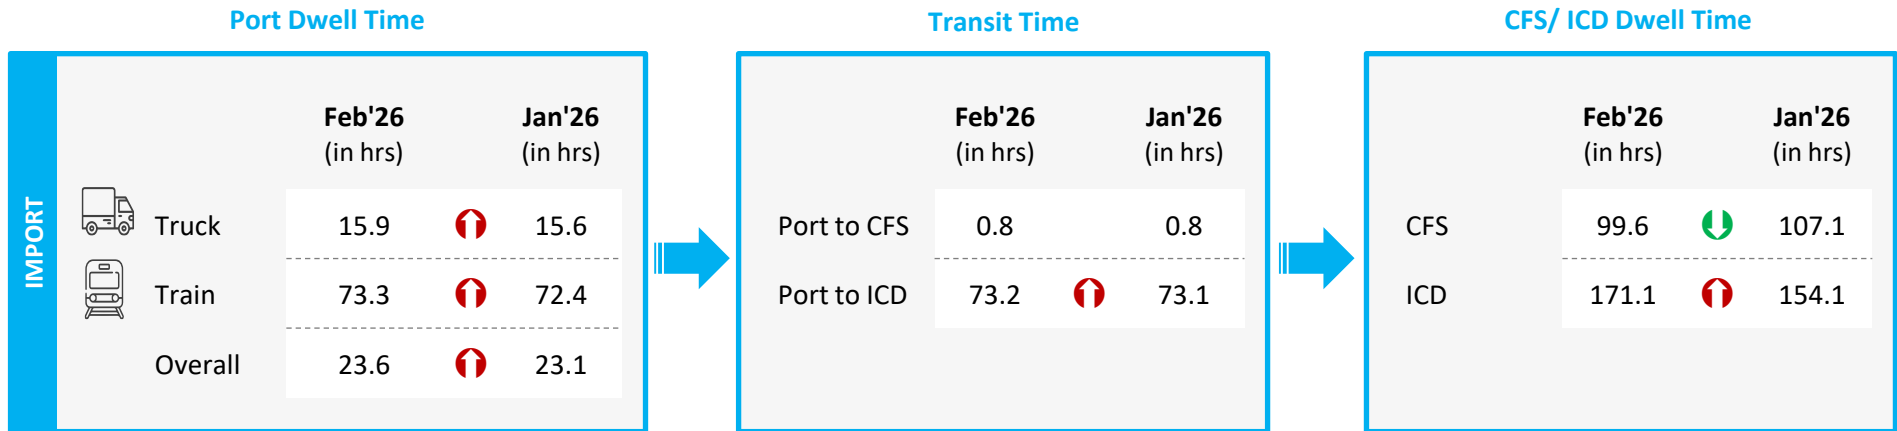 Port Dwell Time
Transit Time
CFS/ ICD Dwell Time
IMPORT
Feb'26 Jan'26
(in hrs) (in hrs)
Truck 15.9 15.6
Train 73.3 72.4
Overall 23.6 23.1
Feb'26 Jan'26
(in hrs) (in hrs)
Port to CFS 0.8 0.8
Port to ICD 73.2 73.1
Feb'26 Jan'26
(in hrs) (in hrs)
CFS 99.6 107.1
ICD 171.1 154.1